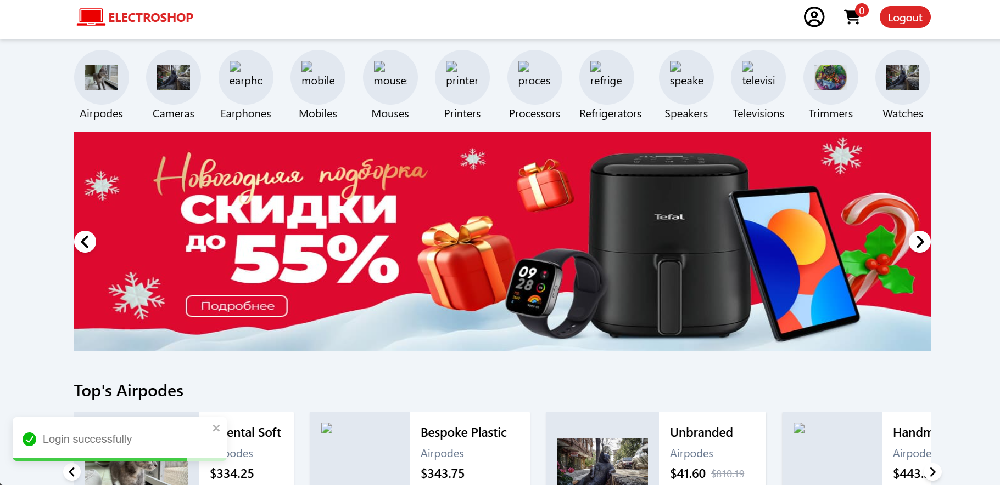 ELECTROSHOP
0
Logout
earpho
mobile
mouse
printer
proces
refrige
speake
televisi
Airpodes
Cameras
Earphones
Mobiles
Mouses
Printers
Processors
Refrigerators
Speakers
Televisions
Trimmers
Watches
Новогодняя подборка
СКИДКИ
до 55%
Подробнее
Tefal
09
28
Top's Airpodes
ental Soft
podes
$334.25
Bespoke Plastic
Airpodes
$343.75
Unbranded
Airpodes
$41.60 $810.19
Handm
Airpode
$443.
Login successfully